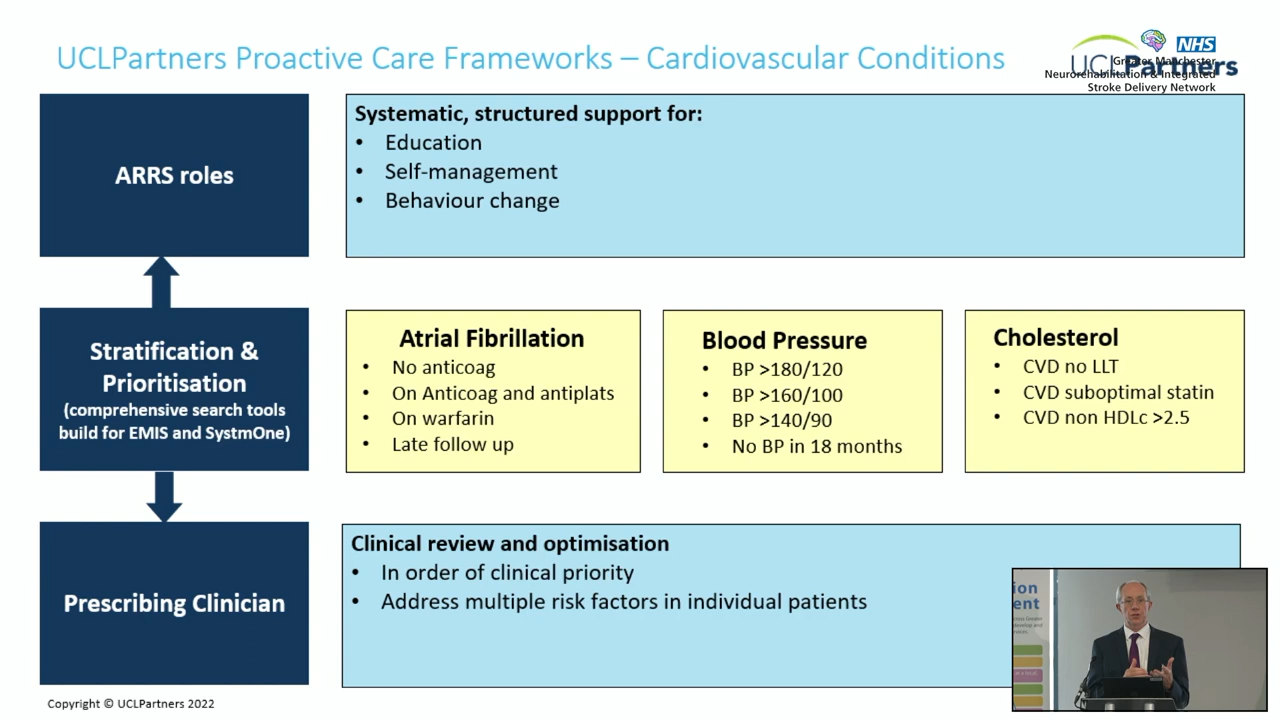 UCLPartners Proactive Care Frameworks – Cardiovascular Conditions
NHS
UCLPartners
Greater Manchester
Neurorehabilitation & Integrated
Stroke Delivery Network
ARRS roles
Systematic, structured support for:
• Education
• Self-management
• Behaviour change
Stratification &
Prioritisation
(comprehensive search tools
build for EMIS and SystmOne)
Atrial Fibrillation
• No anticoag
• On Anticoag and antiplats
• On warfarin
• Late follow up
Blood Pressure
• BP >180/120
• BP >160/100
• BP >140/90
• No BP in 18 months
Cholesterol
• CVD no LLT
• CVD suboptimal statin
• CVD non HDLc >2.5
Prescribing Clinician
Clinical review and optimisation
• In order of clinical priority
• Address multiple risk factors in individual patients
ion
ent
Copyright © UCLPartners 2022